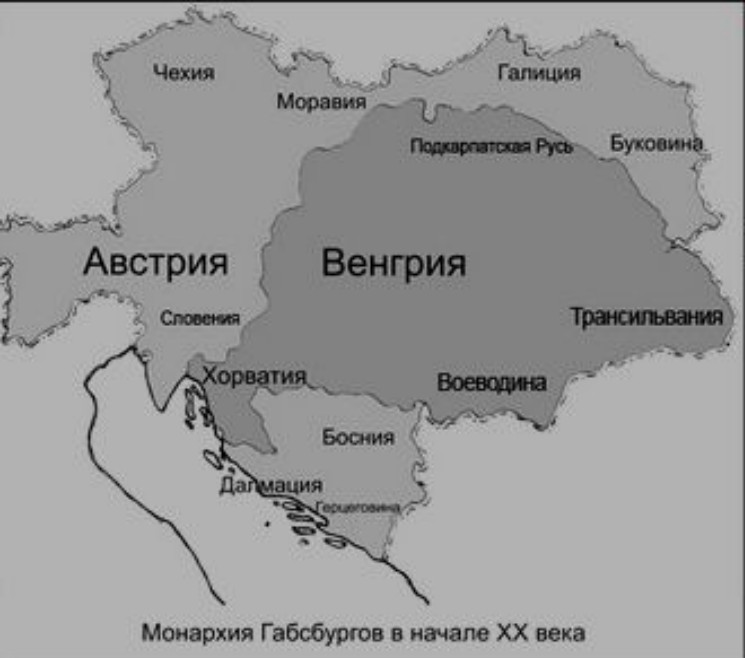 Чехия
Галиция
Моравия
Подкарпатская Русь
Буковина
Австрия
Венгрия
Словения
Трансильвания
Хорватия
Воеводина
Босния
Далмация
Герцеговина
Монархия Габсбургов в начале XX века